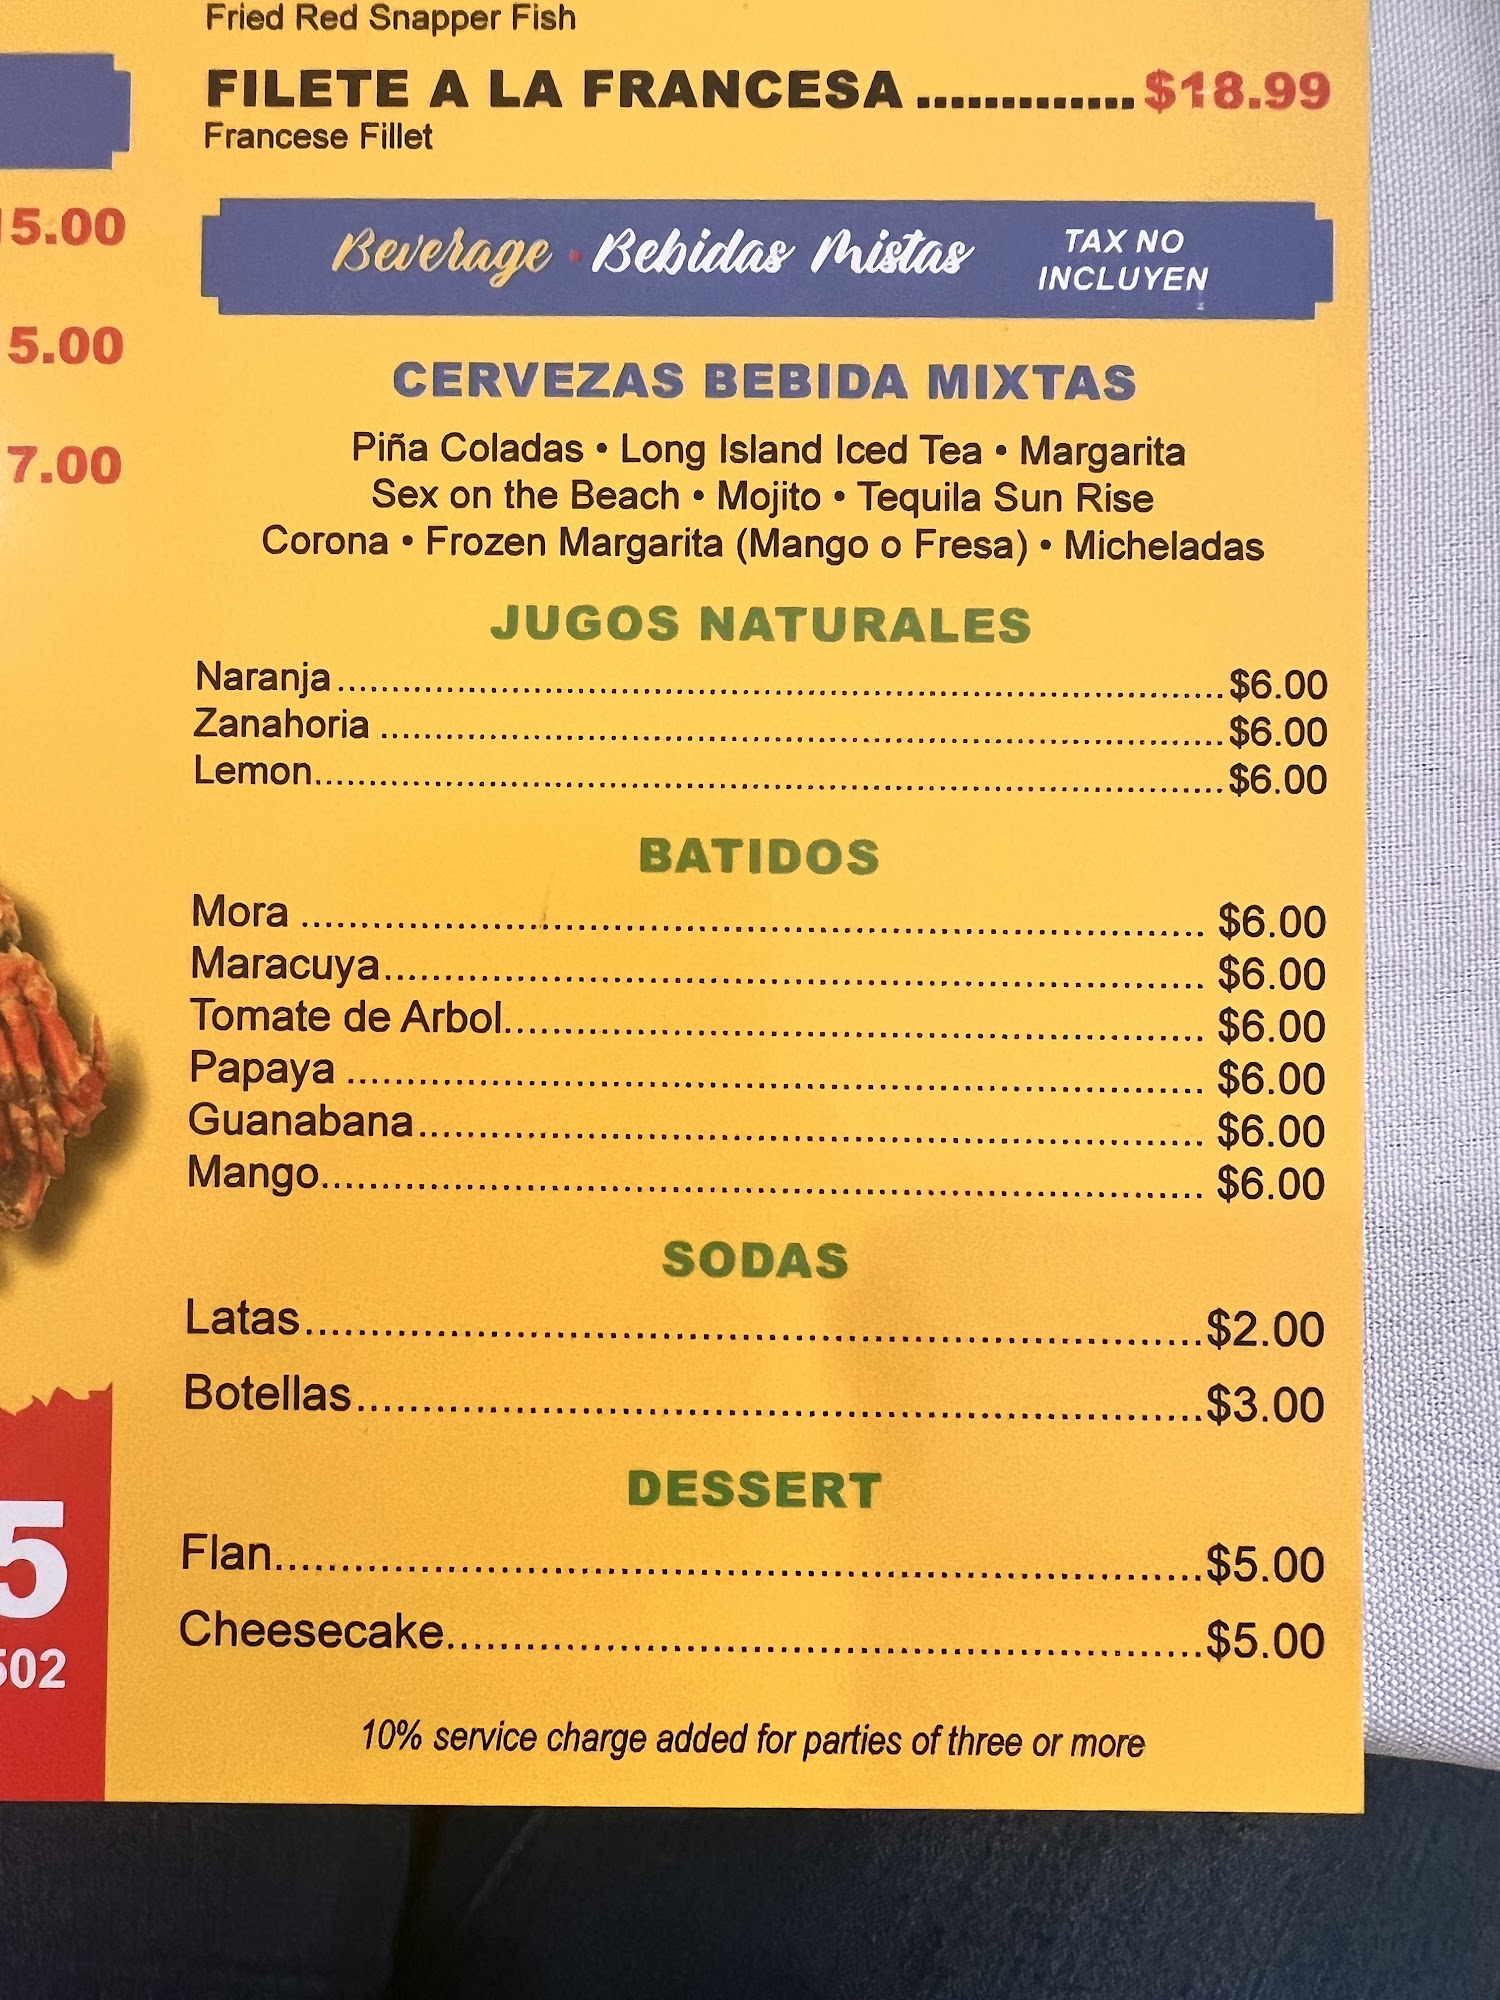 Fried Red Snapper Fish
FILETE A LA FRANCESA ............. $18.99
Francese Fillet
5.00
5.00
7.00
Beverage • Bebidas Mistas
TAX NO
INCLUYEN
CERVEZAS BEBIDA MIXTAS
Piña Coladas • Long Island Iced Tea • Margarita
Sex on the Beach • Mojito • Tequila Sun Rise
Corona • Frozen Margarita (Mango o Fresa) • Micheladas
JUGOS NATURALES
Naranja $6.00
Zanahoria $6.00
Lemon $6.00
BATIDOS
Mora $6.00
Maracuya $6.00
Tomate de Arbol $6.00
Papaya $6.00
Guanabana $6.00
Mango $6.00
SODAS
Latas $2.00
Botellas $3.00
DESSERT
Flan $5.00
Cheesecake $5.00
10% service charge added for parties of three or more
5
502